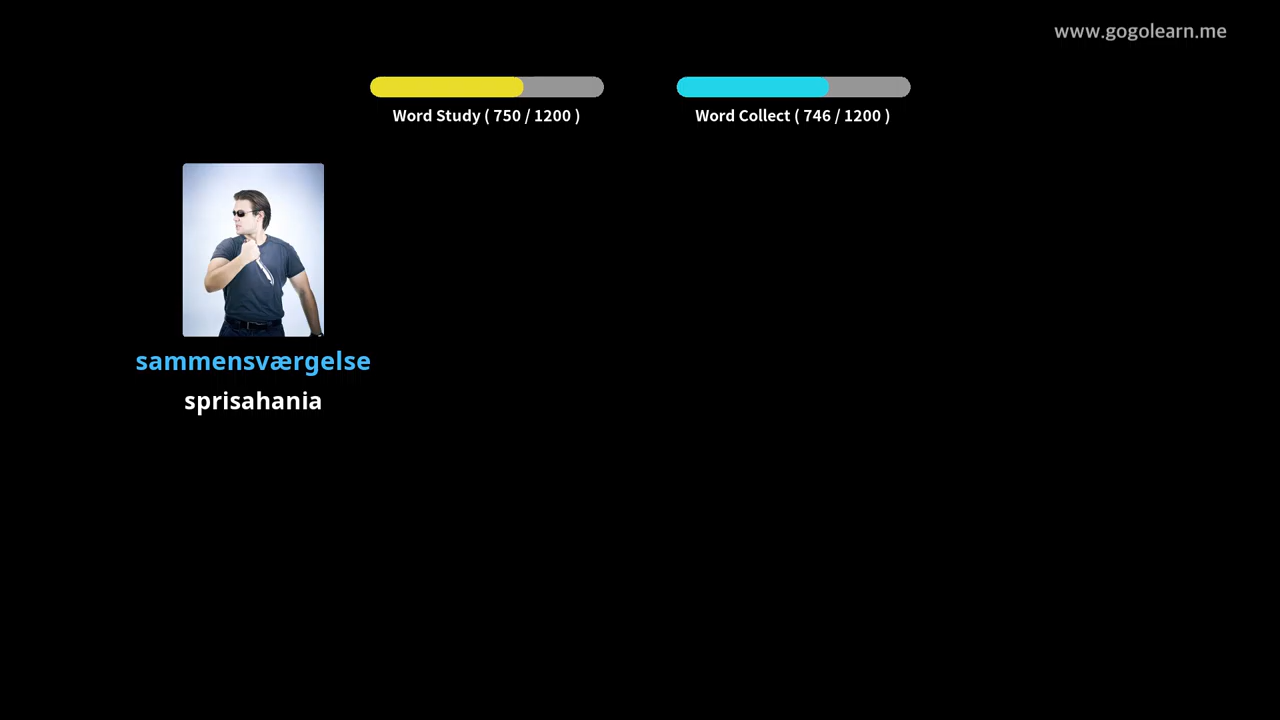 www.gogolearn.me
Word Study ( 750 / 1200 )
Word Collect ( 746 / 1200 )
sammensværgelse
sprisahania